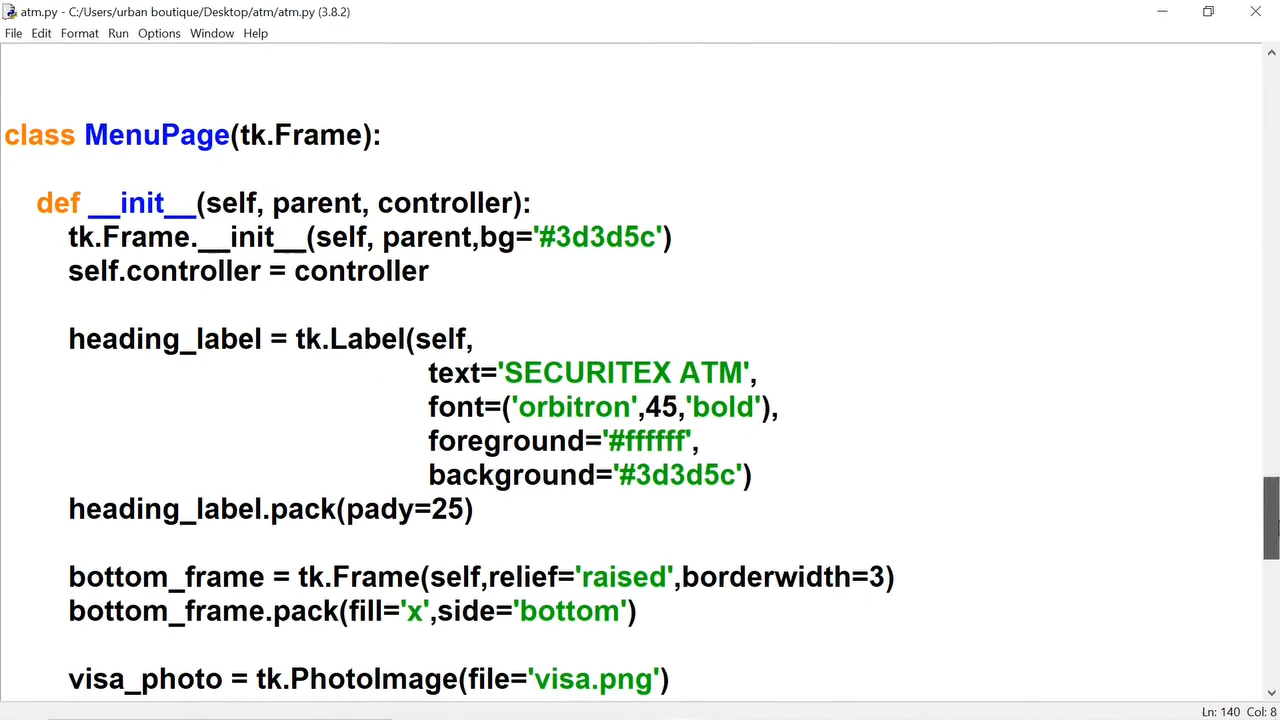 atm.py - C:/Users/urban boutique/Desktop/atm/atm.py (3.8.2)
File Edit Format Run Options Window Help
class MenuPage(tk.Frame):
def __init__(self, parent, controller):
tk.Frame.__init__(self, parent,bg='#3d3d5c')
self.controller = controller
heading_label = tk.Label(self,
text='SECURITEX ATM',
font=('orbitron',45,'bold'),
foreground='#ffffff',
background='#3d3d5c')
heading_label.pack(pady=25)
bottom_frame = tk.Frame(self,relief='raised',borderwidth=3)
bottom_frame.pack(fill='x',side='bottom')
visa_photo = tk.PhotoImage(file='visa.png')
Ln: 140 Col: 8